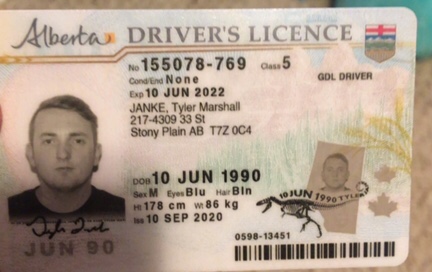 Alberta DRIVER'S LICENCE
No 155078-769 Class 5
Cond/End None GDL DRIVER
Exp 10 JUN 2022
JANKE, Tyler Marshall
217-4309 33 St
Stony Plain AB T7Z 0C4
DOB 10 JUN 1990
Sex M Eyes Blu Hair Bln
Ht 178 cm Wt 86 kg
Iss 10 SEP 2020
10 JUN 1990 TYLE
JUN 90
0598-13451